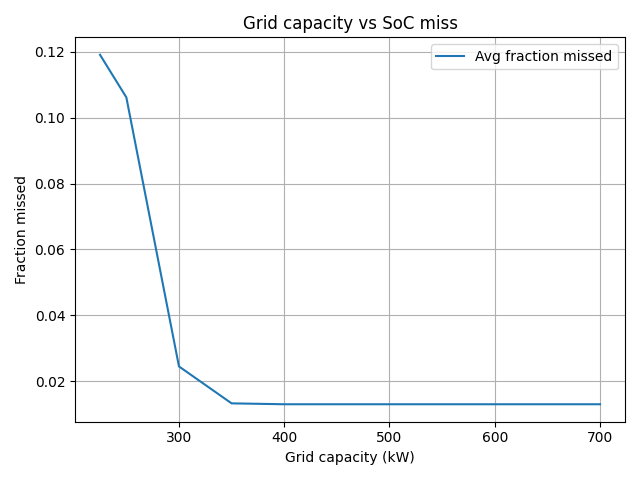 Grid capacity vs SoC miss
Avg fraction missed
Fraction missed
0.12
0.10
0.08
0.06
0.04
0.02
300 400 500 600 700
Grid capacity (kW)